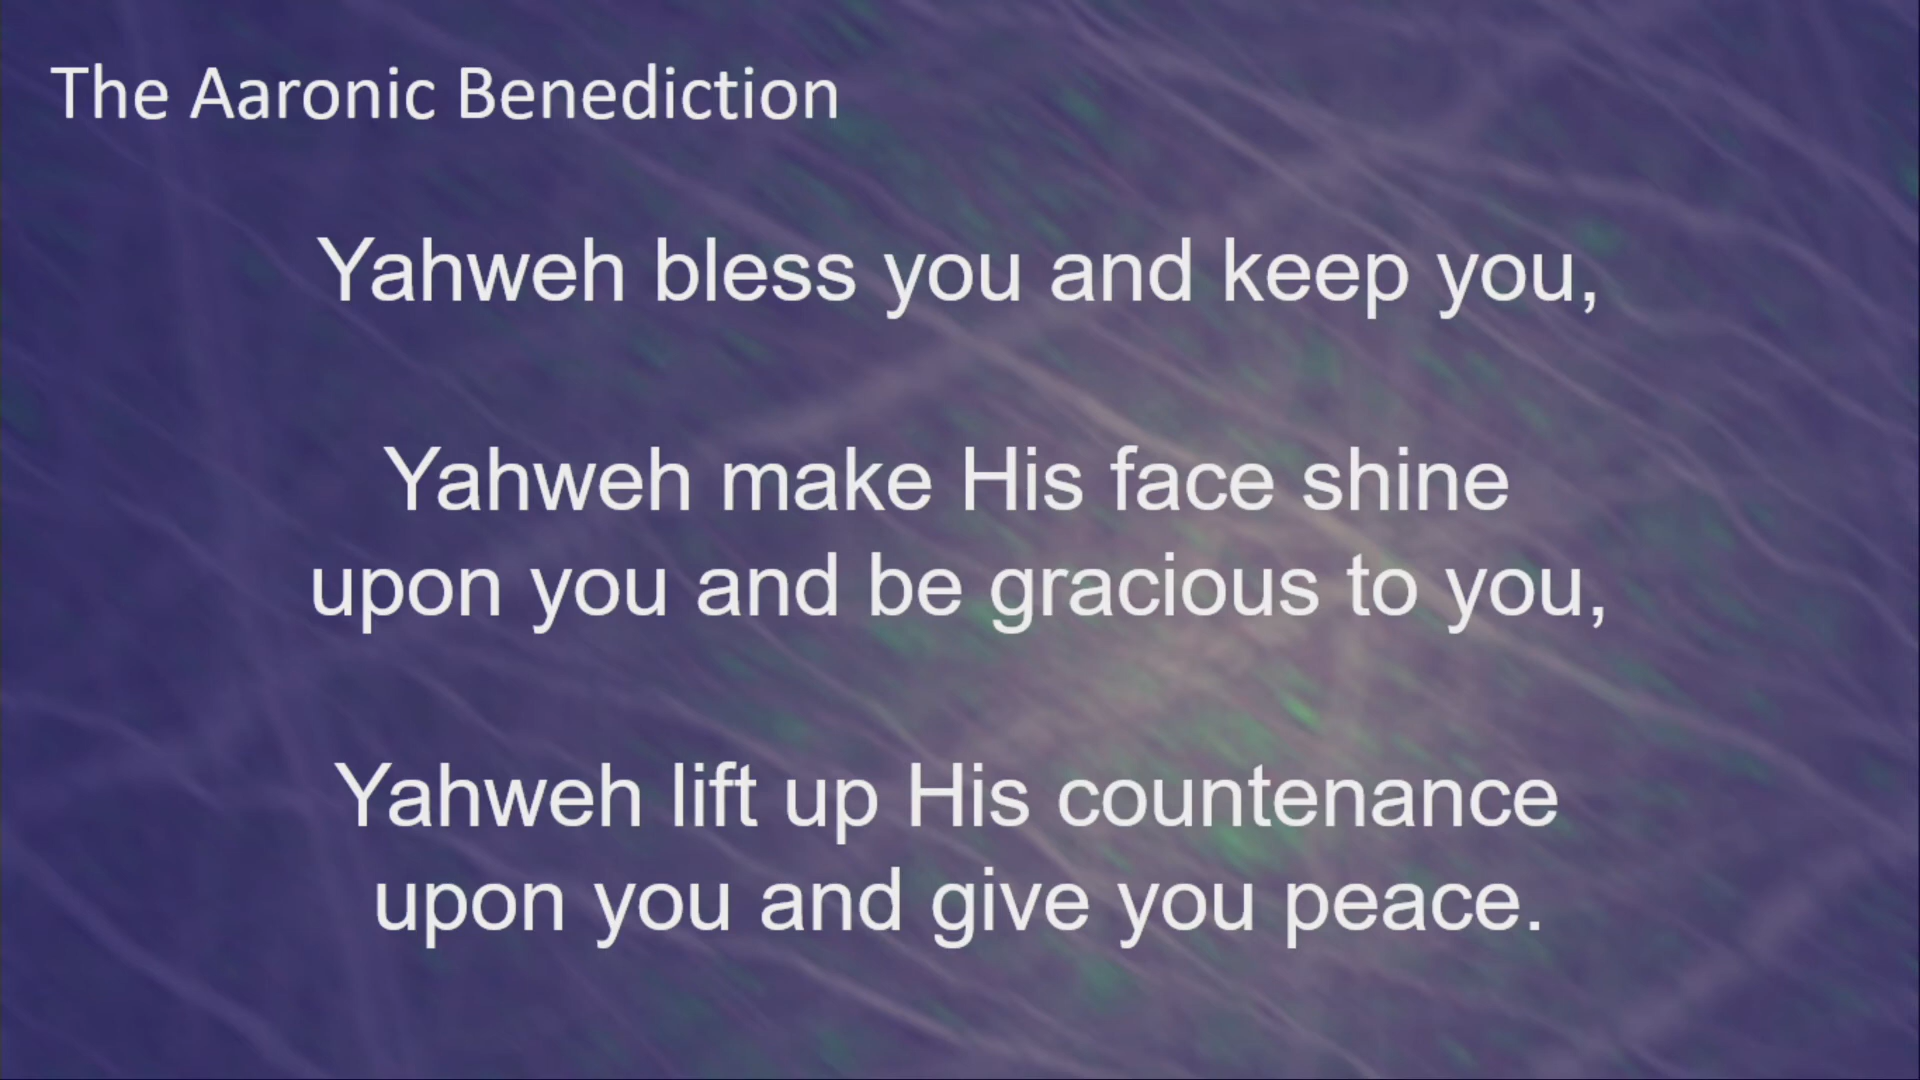 The Aaronic Benediction
Yahweh bless you and keep you,
Yahweh make His face shine
upon you and be gracious to you,
Yahweh lift up His countenance
upon you and give you peace.